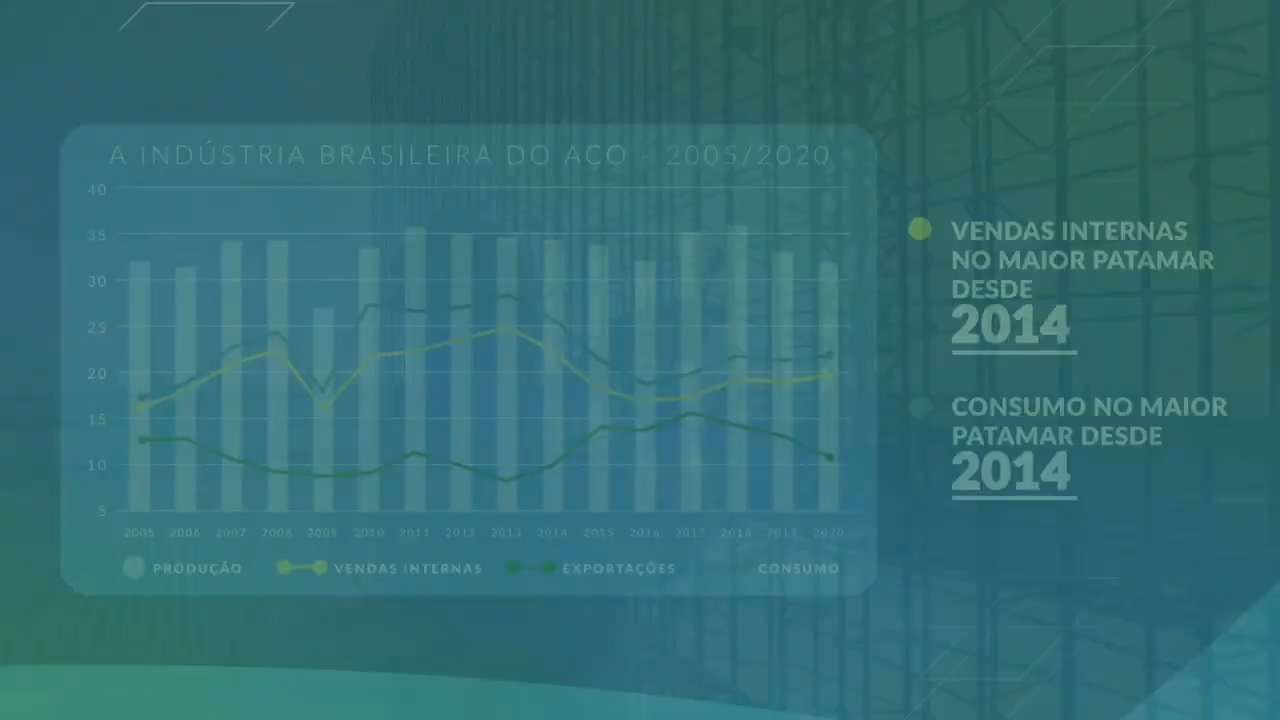 A INDÚSTRIA BRASILEIRA DO AÇO - 2005/2020
40
35
30
25
20
15
10
5
2005 2006 2007 2008 2009 2010 2011 2012 2013 2014 2015 2016 2017 2018 2019 2020
PRODUÇÃO VENDAS INTERNAS EXPORTAÇÕES CONSUMO
VENDAS INTERNAS
NO MAIOR PATAMAR
DESDE
2014
CONSUMO NO MAIOR
PATAMAR DESDE
2014